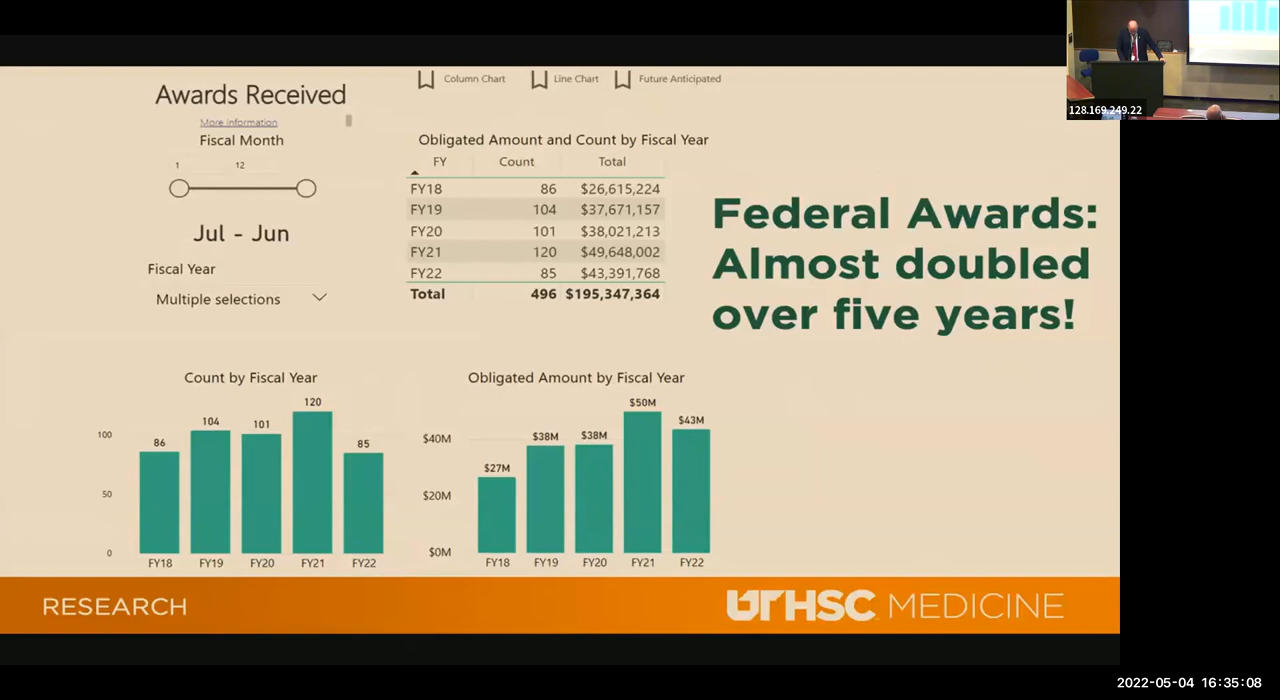 Column Chart
Line Chart
Future Anticipated
Awards Received
More information
Fiscal Month
1 12
Jul - Jun
Fiscal Year
Multiple selections
Obligated Amount and Count by Fiscal Year
FY Count Total
FY18 86 $26,615,224
FY19 104 $37,671,157
FY20 101 $38,021,213
FY21 120 $49,648,002
FY22 85 $43,391,768
Total 496 $195,347,364
Federal Awards:
Almost doubled
over five years!
Count by Fiscal Year
120
104
101
100
86
85
50
0
FY18 FY19 FY20 FY21 FY22
Obligated Amount by Fiscal Year
$50M
$43M
$40M
$38M
$38M
$27M
$20M
$0M
FY18 FY19 FY20 FY21 FY22
RESEARCH
UTHSC MEDICINE
128.169.249.22
2022-05-04 16:35:08